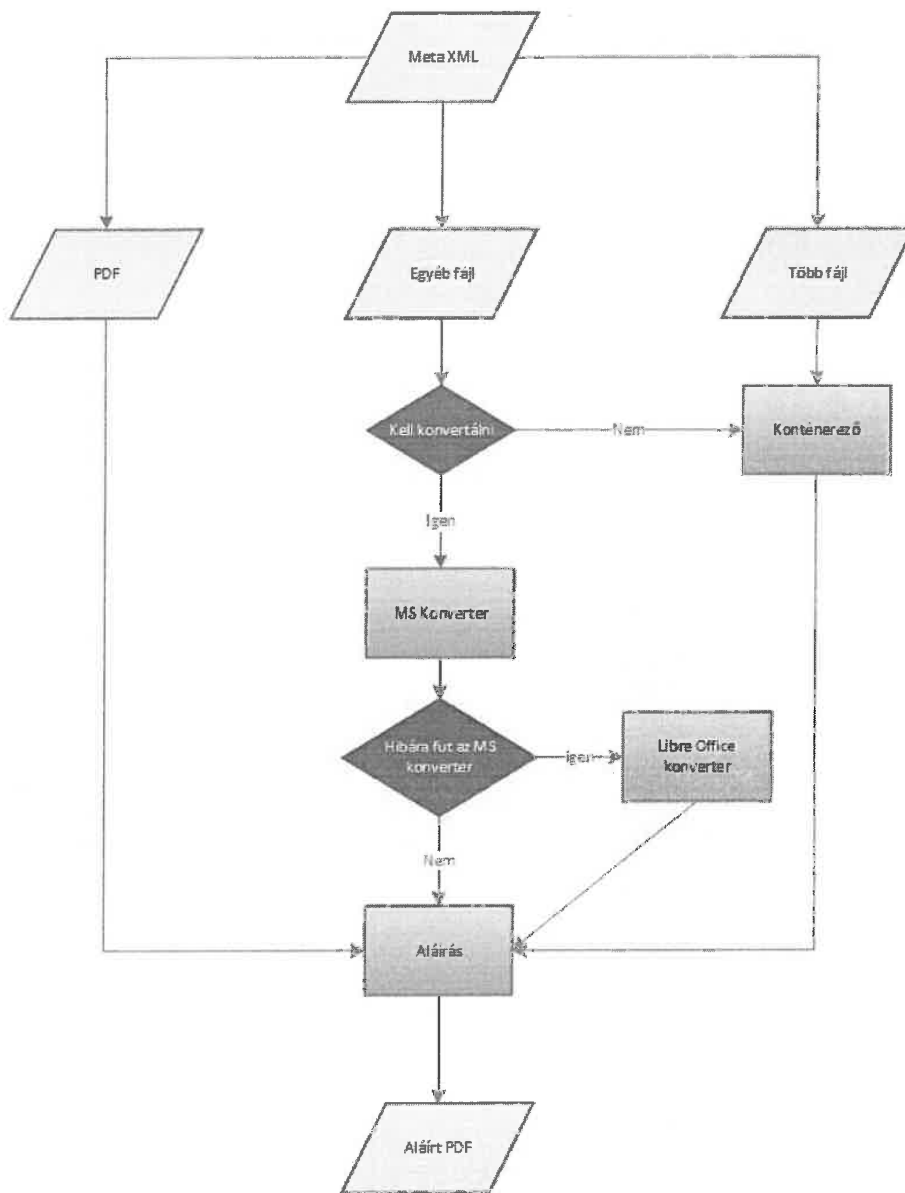 Meta XML
PDF
Egyéb fájl
Több fájl
Kell konvertálni
Nem
Konténerező
Igen
MS Konverter
Hibára fut az MS
konverter
Igen
Libre Office
konverter
Nem
Aláírás
Aláírt PDF